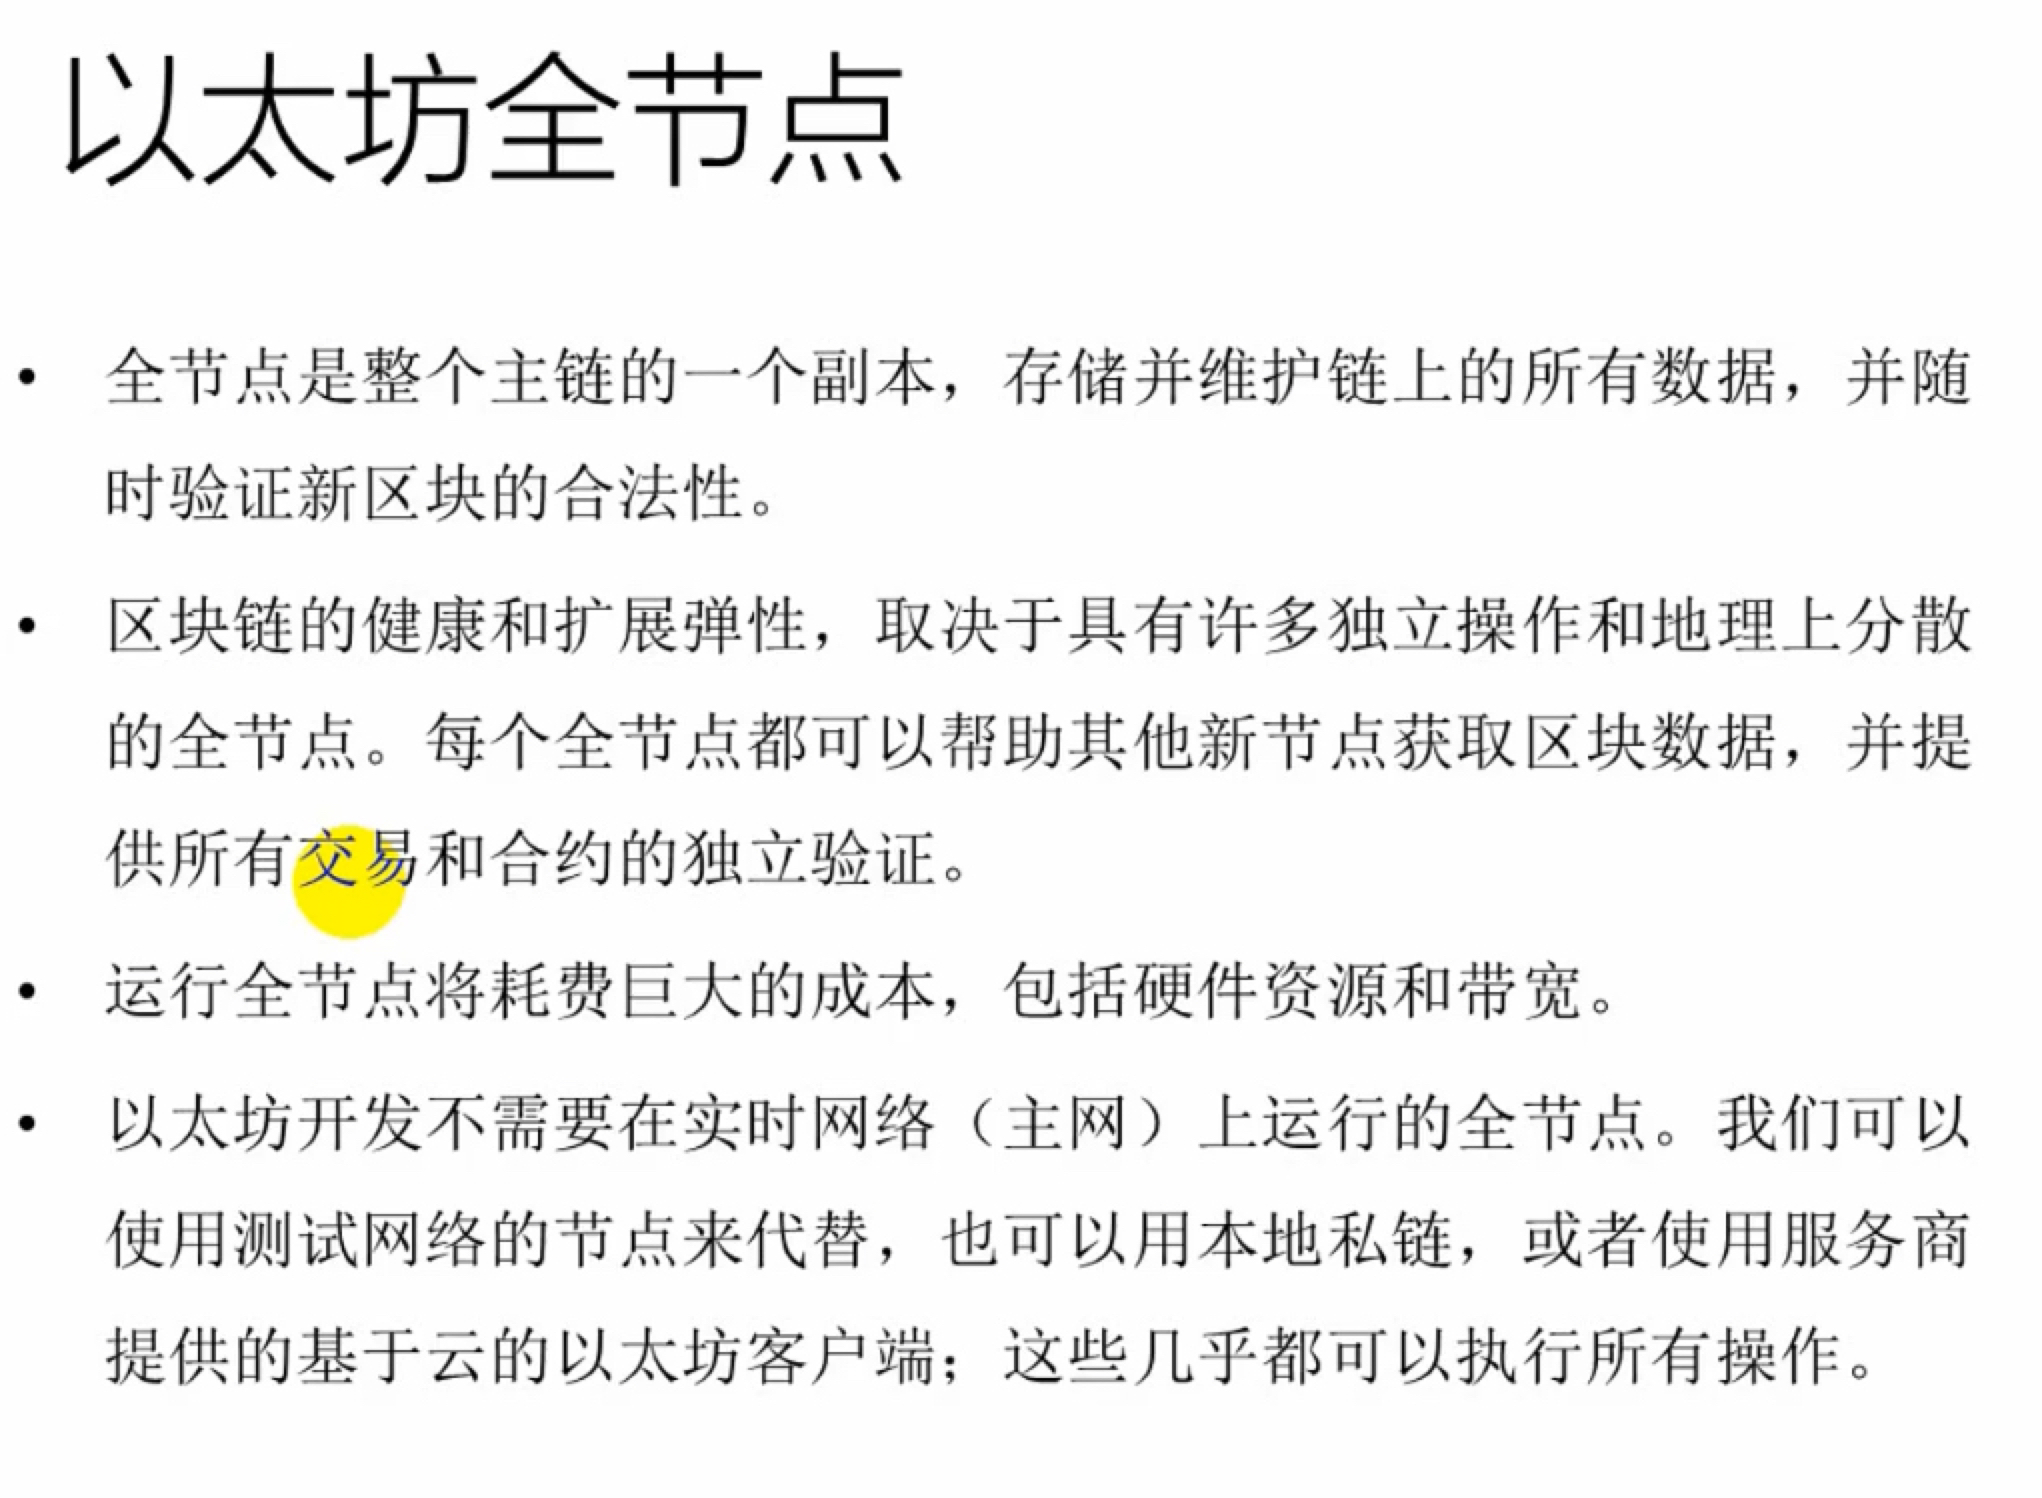 以太坊全节点
• 全节点是整个主链的一个副本，存储并维护链上的所有数据，并随
时验证新区块的合法性。
• 区块链的健康和扩展弹性，取决于具有许多独立操作和地理上分散
的全节点。每个全节点都可以帮助其他新节点获取区块数据，并提
供所有交易和合约的独立验证。
• 运行全节点将耗费巨大的成本，包括硬件资源和带宽。
• 以太坊开发不需要在实时网络（主网）上运行的全节点。我们可以
使用测试网络的节点来代替，也可以用本地私链，或者使用服务商
提供的基于云的以太坊客户端；这些几乎都可以执行所有操作。